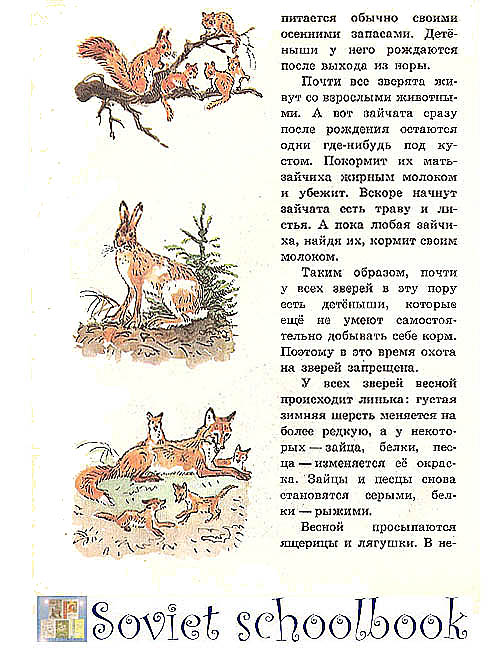 питается обычно своими
осенними запасами. Детё-
ныши у него рождаются
после выхода из норы.
Почти все зверята жи-
вут со взрослыми животны-
ми. А вот зайчата сразу
после рождения остаются
одни где-нибудь под ку-
стом. Покормит их мать-
зайчиха жирным молоком
и убежит. Вскоре начнут
зайчата есть траву и ли-
стья. А пока любая зайчи-
ха, найдя их, кормит своим
молоком.
Таким образом, почти
у всех зверей в эту пору
есть детёныши, которые
ещё не умеют самостоя-
тельно добывать себе корм.
Поэтому в это время охота
на зверей запрещена.
У всех зверей весной
происходит линька: густая
зимняя шерсть меняется на
более редкую, а у некото-
рых — зайца, белки, пес-
ца — изменяется её окрас-
ка. Зайцы и песцы снова
становятся серыми, бел-
ки — рыжими.
Весной просыпаются
ящерицы и лягушки. В не-
Soviet schoolbook